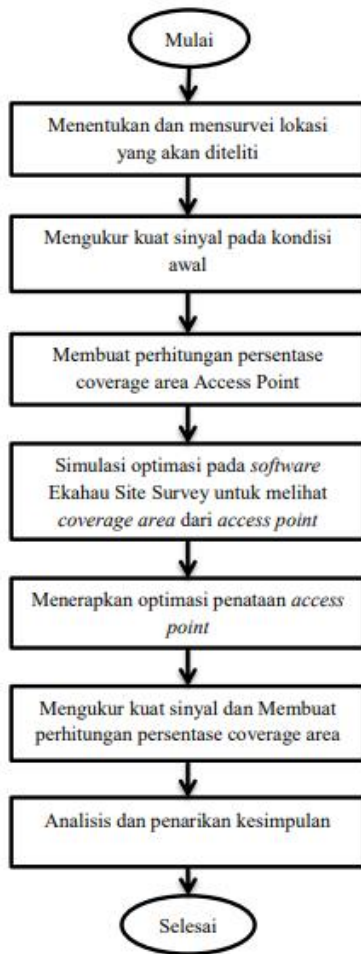 Mulai
Menentukan dan mensurvei lokasi
yang akan diteliti
Mengukur kuat sinyal pada kondisi
awal
Membuat perhitungan persentase
coverage area Access Point
Simulasi optimasi pada software
Ekahau Site Survey untuk melihat
coverage area dari access point
Menerapkan optimasi penataan access
point
Mengukur kuat sinyal dan Membuat
perhitungan persentase coverage area
Analisis dan penarikan kesimpulan
Selesai